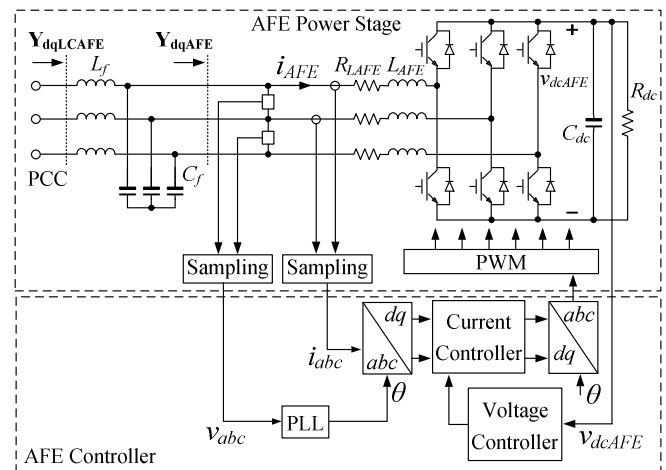 AFE Power Stage
YdqLCAFE
YdqAFE
Lf
iAFE
RLAFE
LAFE
vdcAFE
+
Rdc
Cdc
PCC
Cf
−
Sampling
Sampling
PWM
dq
abc
iabc
Current
Controller
abc
dq
θ
θ
PLL
vabc
Voltage
Controller
vdcAFE
AFE Controller